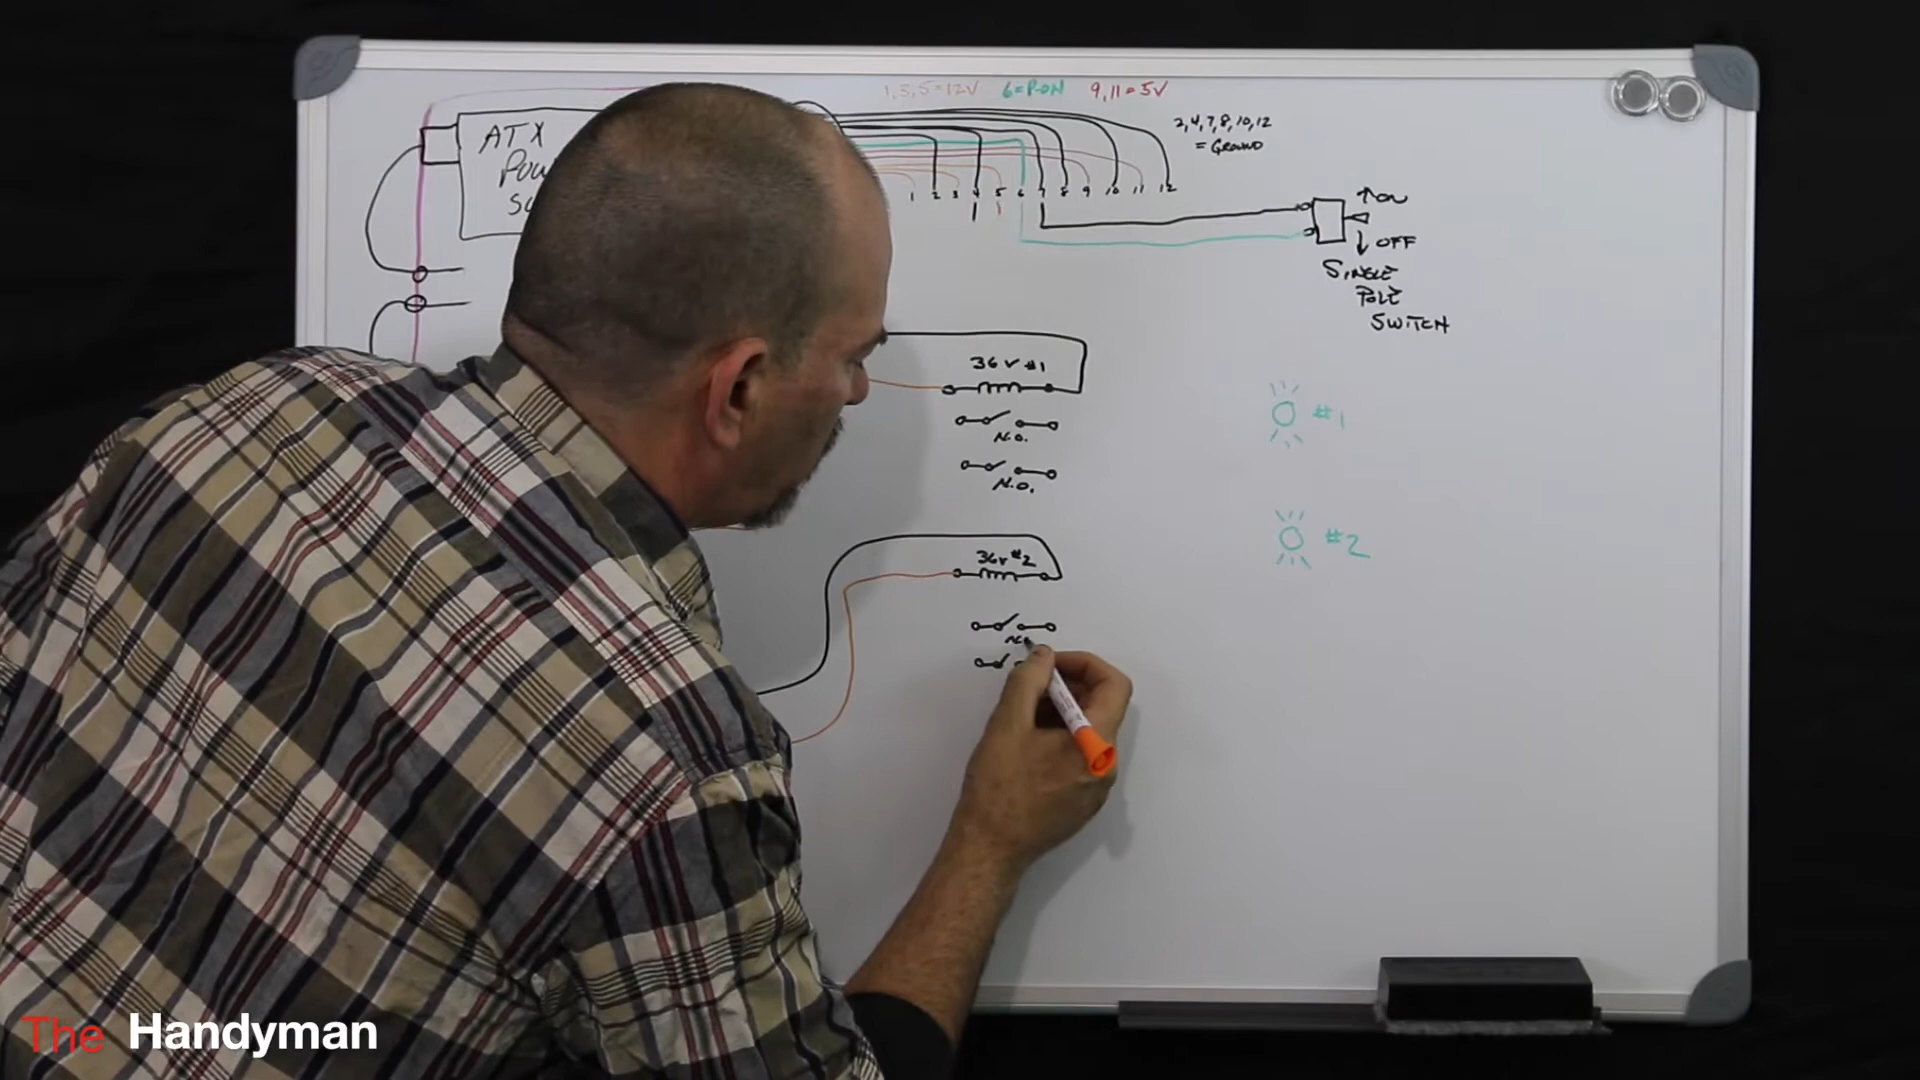 1,3,5=12V 6=P-ON 9,11=5V
2,4,7,8,10,12
= GROUND
ATX
1 2 3 4 5 6 7 8 9 10 11 12
↑ON
↓ OFF
SINGLE
POLE
SWITCH
36V #1
N.O.
N.O.
#1
36V #2
#2
The Handyman